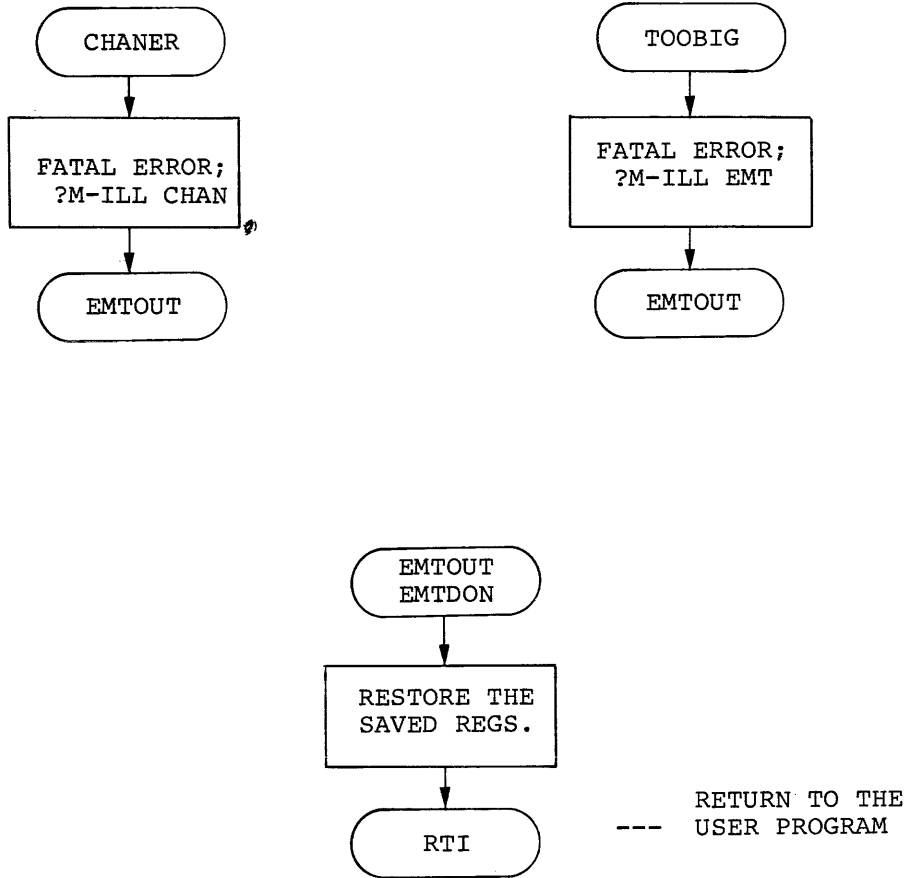 CHANER
FATAL ERROR;
?M-ILL CHAN
EMTOUT
TOOBIG
FATAL ERROR;
?M-ILL EMT
EMTOUT
EMTOUT
EMTDON
RESTORE THE
SAVED REGS.
RTI
--- RETURN TO THE
USER PROGRAM